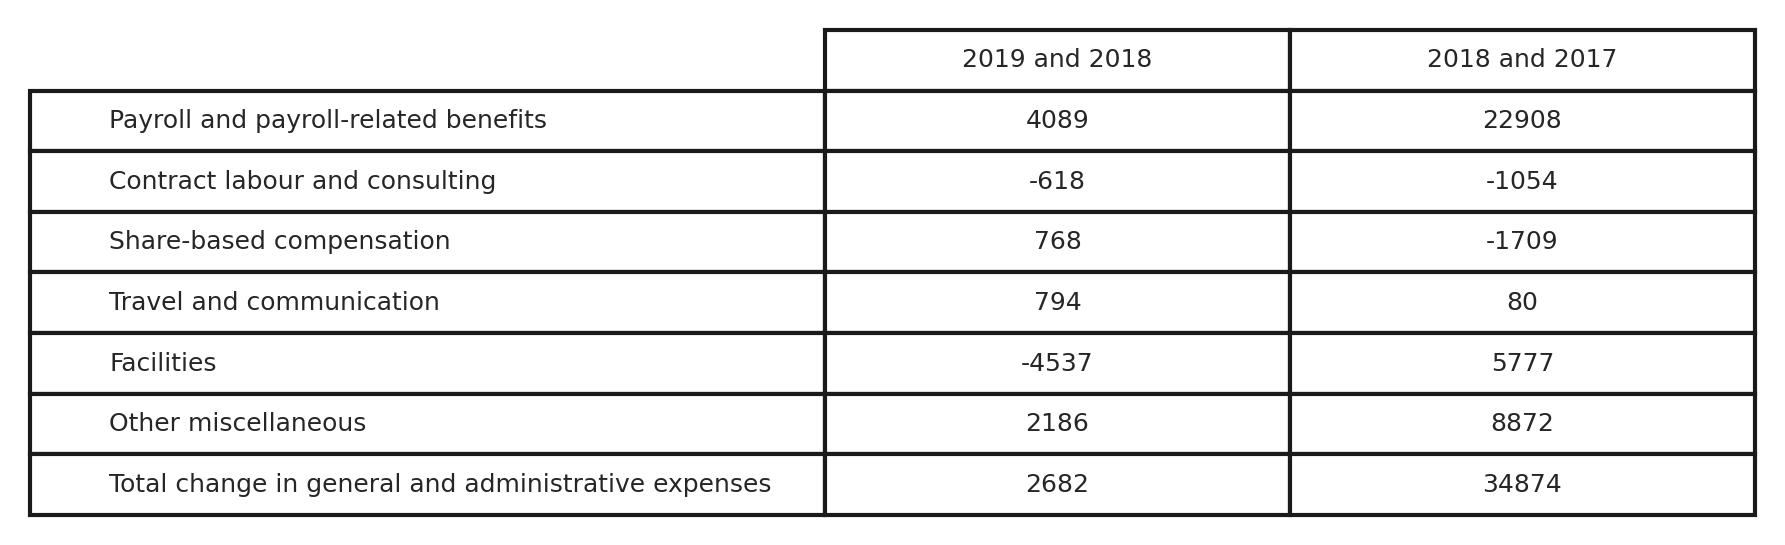 2019 and 2018 2018 and 2017
Payroll and payroll-related benefits 4089 22908
Contract labour and consulting -618 -1054
Share-based compensation 768 -1709
Travel and communication 794 80
Facilities -4537 5777
Other miscellaneous 2186 8872
Total change in general and administrative expenses 2682 34874